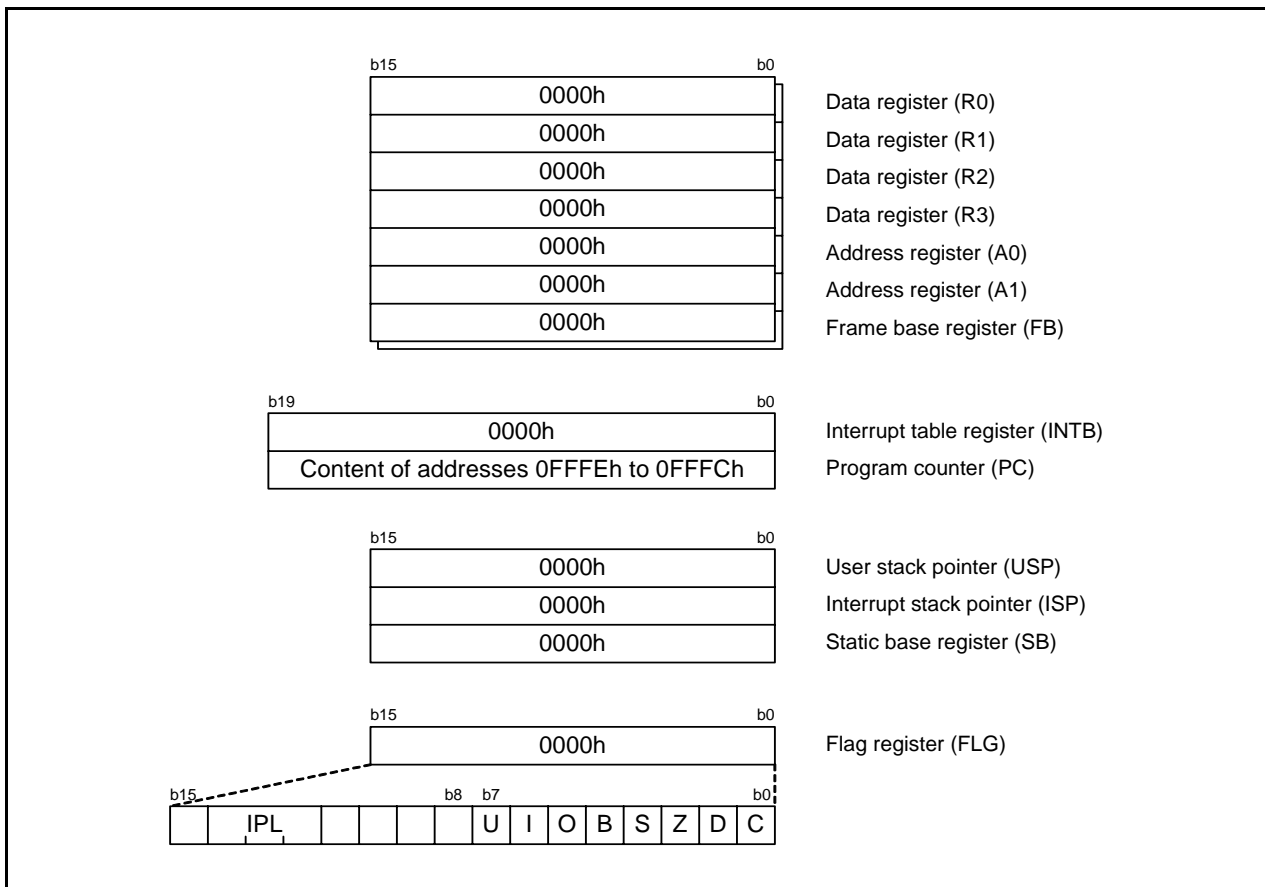 b15 b0
0000h Data register (R0)
0000h Data register (R1)
0000h Data register (R2)
0000h Data register (R3)
0000h Address register (A0)
0000h Address register (A1)
0000h Frame base register (FB)
b19 b0
0000h Interrupt table register (INTB)
Content of addresses 0FFFEh to 0FFFCh Program counter (PC)
b15 b0
0000h User stack pointer (USP)
0000h Interrupt stack pointer (ISP)
0000h Static base register (SB)
b15 b0
0000h Flag register (FLG)
b15 b8 b7 b0
IPL U I O B S Z D C